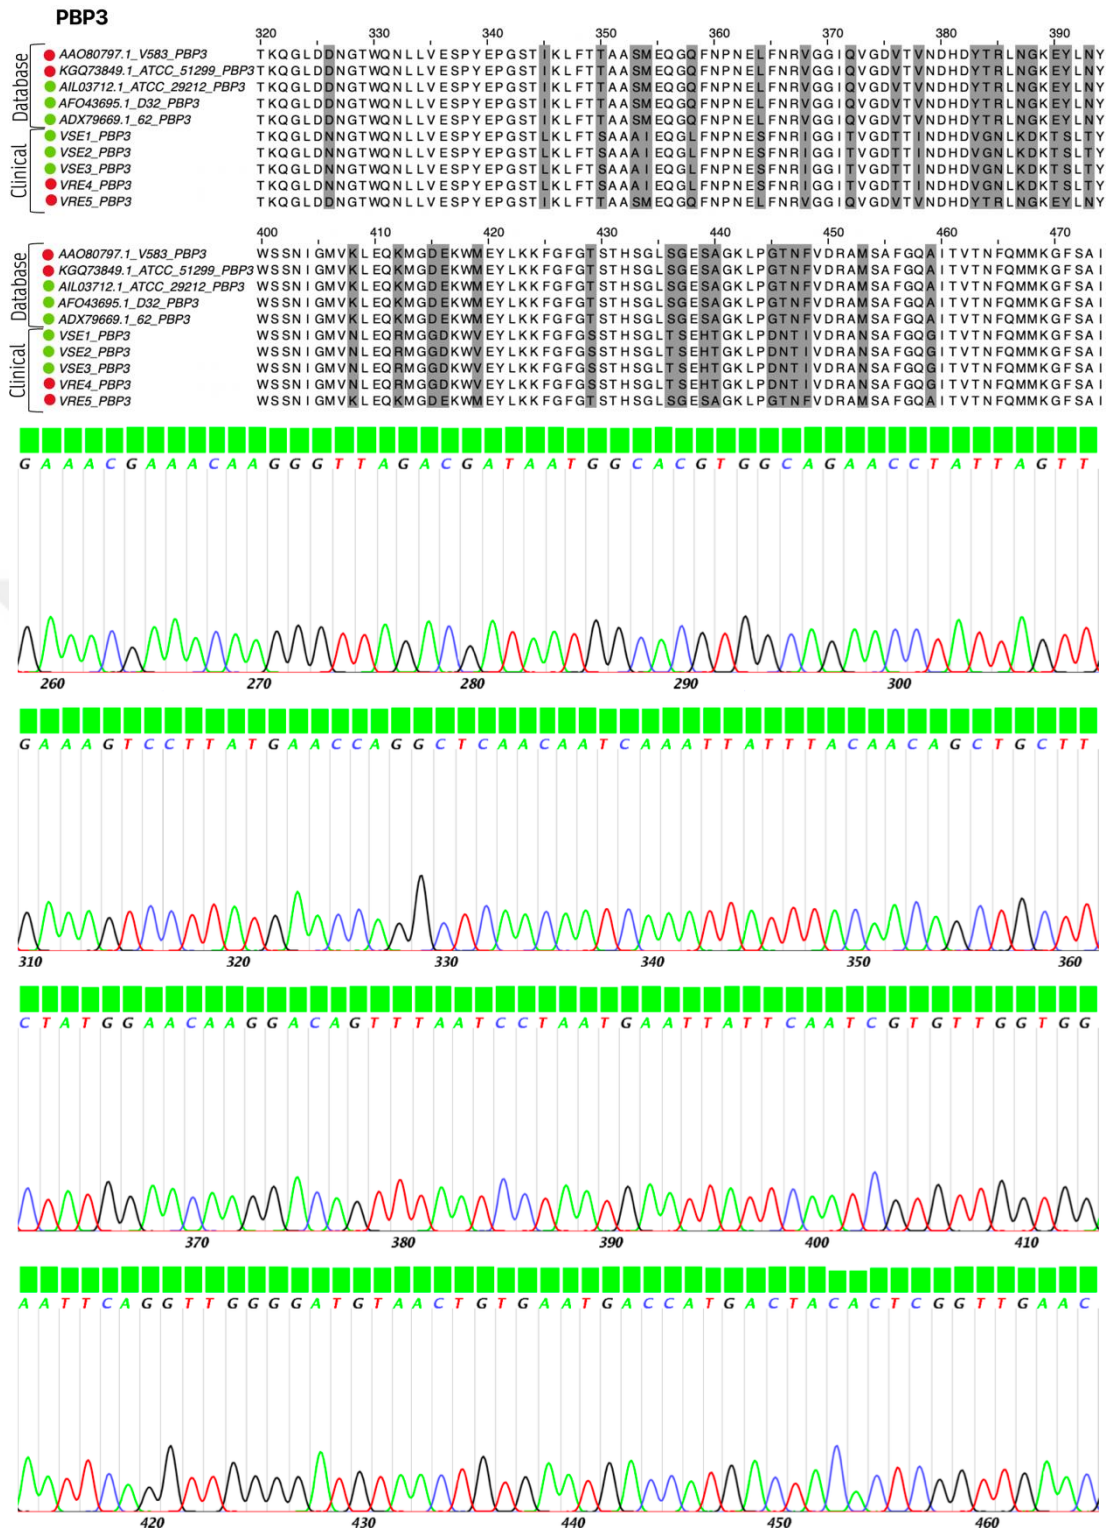 PBP3
320 330 340 350 360 370 380 390
Database
AAO80797.1_V583_PBP3 TKQGLDDNGTWQNLLVESPYEPGSTIKLFTTAASMEQGQFNPNELFNRVGGIQVGDVTVNDHDYTRLNGKEYLNY
KGQ73849.1_ATCC_51299_PBP3 TKQGLDDNGTWQNLLVESPYEPGSTIKLFTTAASMEQGQFNPNELFNRVGGIQVGDVTVNDHDYTRLNGKEYLNY
AIL03712.1_ATCC_29212_PBP3 TKQGLDDNGTWQNLLVESPYEPGSTIKLFTTAASMEQGQFNPNELFNRVGGIQVGDVTVNDHDYTRLNGKEYLNY
AFO43695.1_D32_PBP3 TKQGLDDNGTWQNLLVESPYEPGSTIKLFTTAASMEQGQFNPNELFNRVGGIQVGDVTVNDHDYTRLNGKEYLNY
ADX79669.1_62_PBP3 TKQGLDDNGTWQNLLVESPYEPGSTIKLFTTAASMEQGQFNPNELFNRVGGIQVGDVTVNDHDYTRLNGKEYLNY
Clinical
VSE1_PBP3 TKQGLDNNGTWQNLLVESPYEPGSTLKLFTSAAAIEQGLFNPNESFNRIGGITVGDTTINDHDVGNLKDKTSLTY
VSE2_PBP3 TKQGLDNNGTWQNLLVESPYEPGSTLKLFTSAAAIEQGLFNPNESFNRIGGITVGDTTINDHDVGNLKDKTSLTY
VSE3_PBP3 TKQGLDNNGTWQNLLVESPYEPGSTLKLFTSAAAIEQGLFNPNESFNRIGGITVGDTTINDHDVGNLKDKTSLTY
VRE4_PBP3 TKQGLDNNGTWQNLLVESPYEPGSTLKLFTSAAAIEQGLFNPNESFNRIGGITVGDTTINDHDVGNLKDKTSLTY
VRE5_PBP3 TKQGLDDNGTWQNLLVESPYEPGSTIKLFTTAASMEQGQFNPNELFNRVGGIQVGDVTVNDHDYTRLNGKEYLNY
400 410 420 430 440 450 460 470
Database
AAO80797.1_V583_PBP3 WSSNIGMVKLEQKMGDEKWMEYLKKFGFGTSTHSGLSGESAGKLPGTNFVDRAMSAFGQAITVTNFQMMKGFSAI
KGQ73849.1_ATCC_51299_PBP3 WSSNIGMVKLEQKMGDEKWMEYLKKFGFGTSTHSGLSGESAGKLPGTNFVDRAMSAFGQAITVTNFQMMKGFSAI
AIL03712.1_ATCC_29212_PBP3 WSSNIGMVKLEQKMGDEKWMEYLKKFGFGTSTHSGLSGESAGKLPGTNFVDRAMSAFGQAITVTNFQMMKGFSAI
AFO43695.1_D32_PBP3 WSSNIGMVKLEQKMGDEKWMEYLKKFGFGTSTHSGLSGESAGKLPGTNFVDRAMSAFGQAITVTNFQMMKGFSAI
ADX79669.1_62_PBP3 WSSNIGMVKLEQKMGDEKWMEYLKKFGFGTSTHSGLSGESAGKLPGTNFVDRAMSAFGQAITVTNFQMMKGFSAI
Clinical
VSE1_PBP3 WSSNIGMVNLEQRMGGDKWVEYLKKFGFGSSTHSGLTSEHTGKLPDNTIVDRANSAFGQGITVTNFQMMKGFSAI
VSE2_PBP3 WSSNIGMVNLEQRMGGDKWVEYLKKFGFGSSTHSGLTSEHTGKLPDNTIVDRANSAFGQGITVTNFQMMKGFSAI
VSE3_PBP3 WSSNIGMVNLEQRMGGDKWVEYLKKFGFGSSTHSGLTSEHTGKLPDNTIVDRANSAFGQGITVTNFQMMKGFSAI
VRE4_PBP3 WSSNIGMVNLEQRMGGDKWVEYLKKFGFGSSTHSGLTSEHTGKLPDNTIVDRANSAFGQGITVTNFQMMKGFSAI
VRE5_PBP3 WSSNIGMVKLEQKMGDEKWMEYLKKFGFGTSTHSGLSGESAGKLPGTNFVDRAMSAFGQAITVTNFQMMKGFSAI
GAAACGAAACAAGGGTTAGACGATAATGGCACGTGGCAGAACCTATTAGTT
260 270 280 290 300
GAAAGTCCTTATGAACCAGGCTCAACAATCAAATTATTTACAACAGCTGCTT
310 320 330 340 350 360
CTATGGAACAAGGACAGTTTAATCCTAATGAATTATTCAATCGTGTTGGTGG
370 380 390 400 410
AATTCAGGTTGGGGATGTAACTGTGAATGACCATGACTACACTCGGTTGAAC
420 430 440 450 460